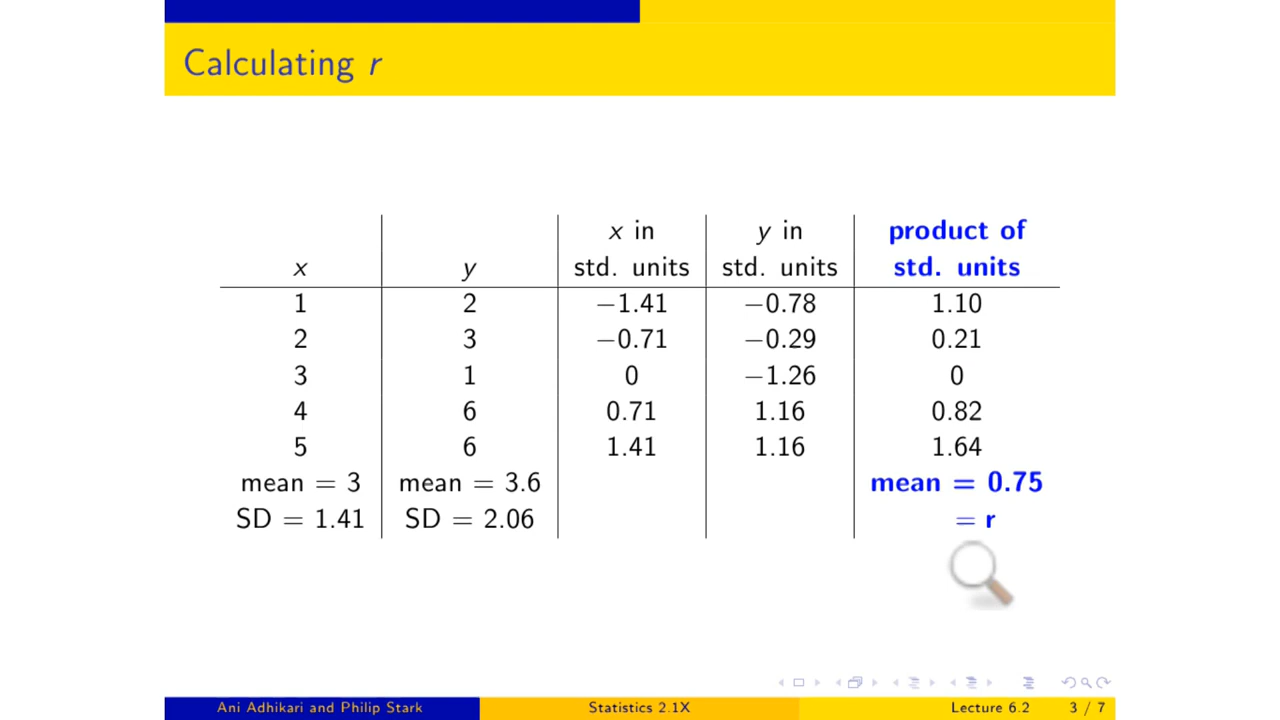 Calculating r
x in y in product of
x y std. units std. units std. units
1 2 −1.41 −0.78 1.10
2 3 −0.71 −0.29 0.21
3 1 0 −1.26 0
4 6 0.71 1.16 0.82
5 6 1.41 1.16 1.64
mean = 3 mean = 3.6 mean = 0.75
SD = 1.41 SD = 2.06 = r
Ani Adhikari and Philip Stark Statistics 2.1X Lecture 6.2 3 / 7